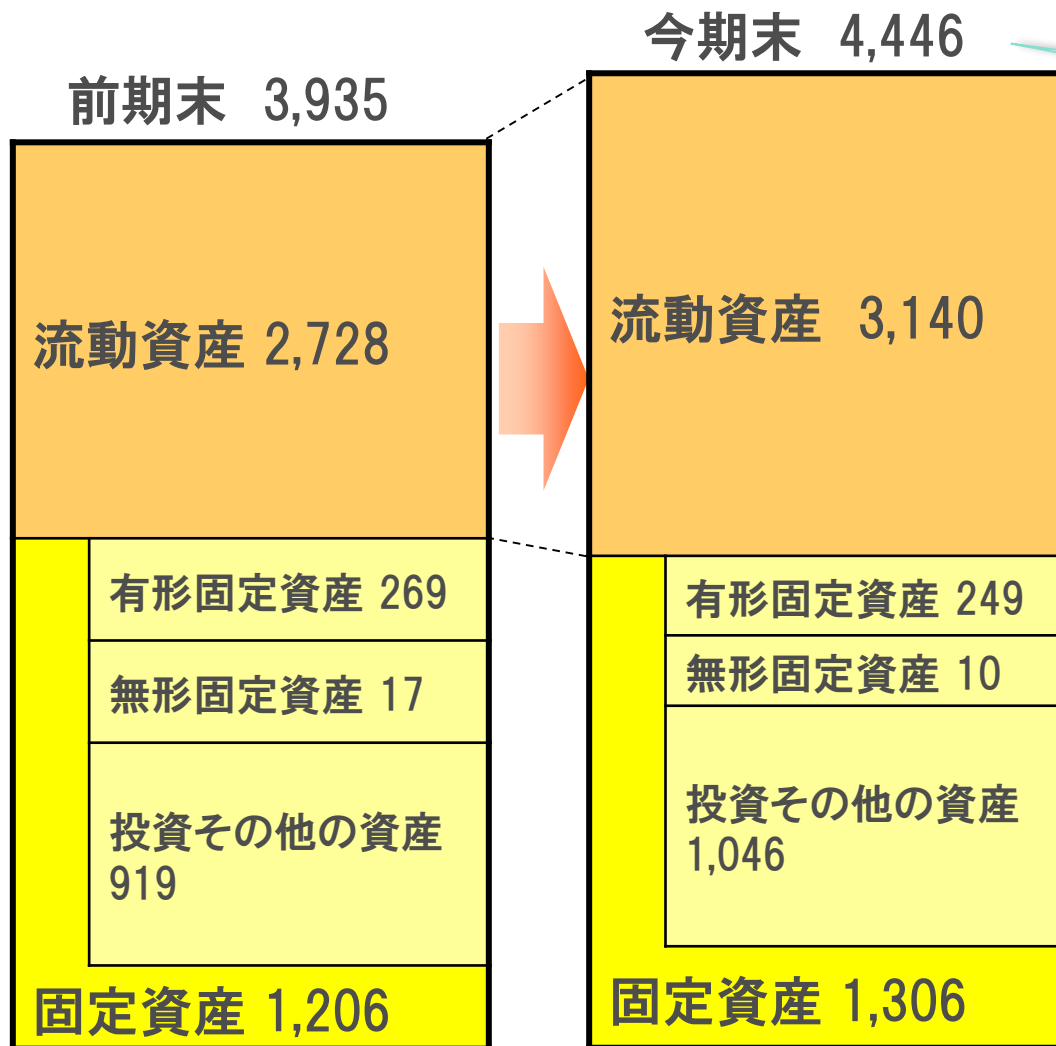 前期末 3,935
流動資産 2,728
有形固定資産 269
無形固定資産 17
投資その他の資産
919
固定資産 1,206
今期末 4,446
流動資産 3,140
有形固定資産 249
無形固定資産 10
投資その他の資産
1,046
固定資産 1,306